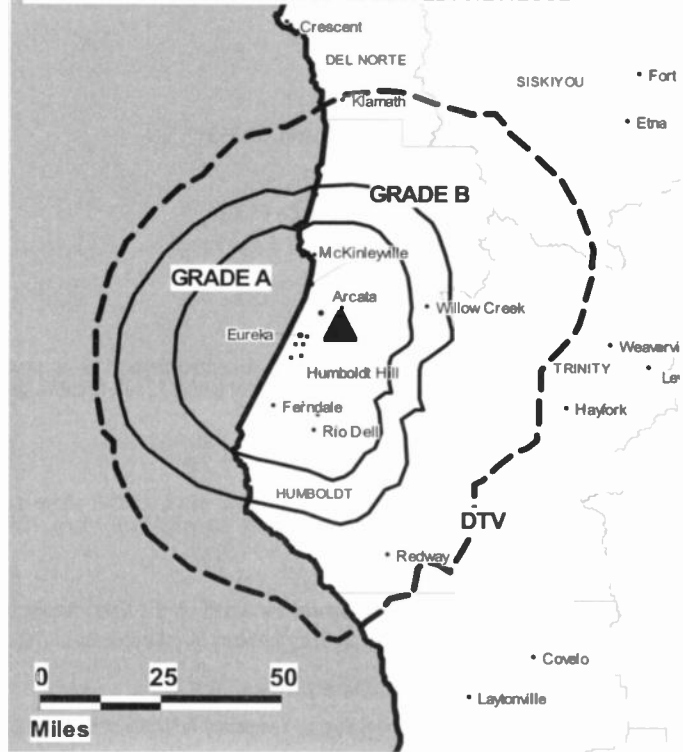 Crescent
DEL NORTE
SISKIYOU
Fort
Klamath
Etna
GRADE B
McKinleyville
GRADE A
Arcata
Willow Creek
Eureka
Weavervi
TRINITY
Humboldt Hill
Ferndale
Hayfork
Rio Dell
HUMBOLDT
DTV
Redway
Covelo
0 25 50
Laytonville
Miles